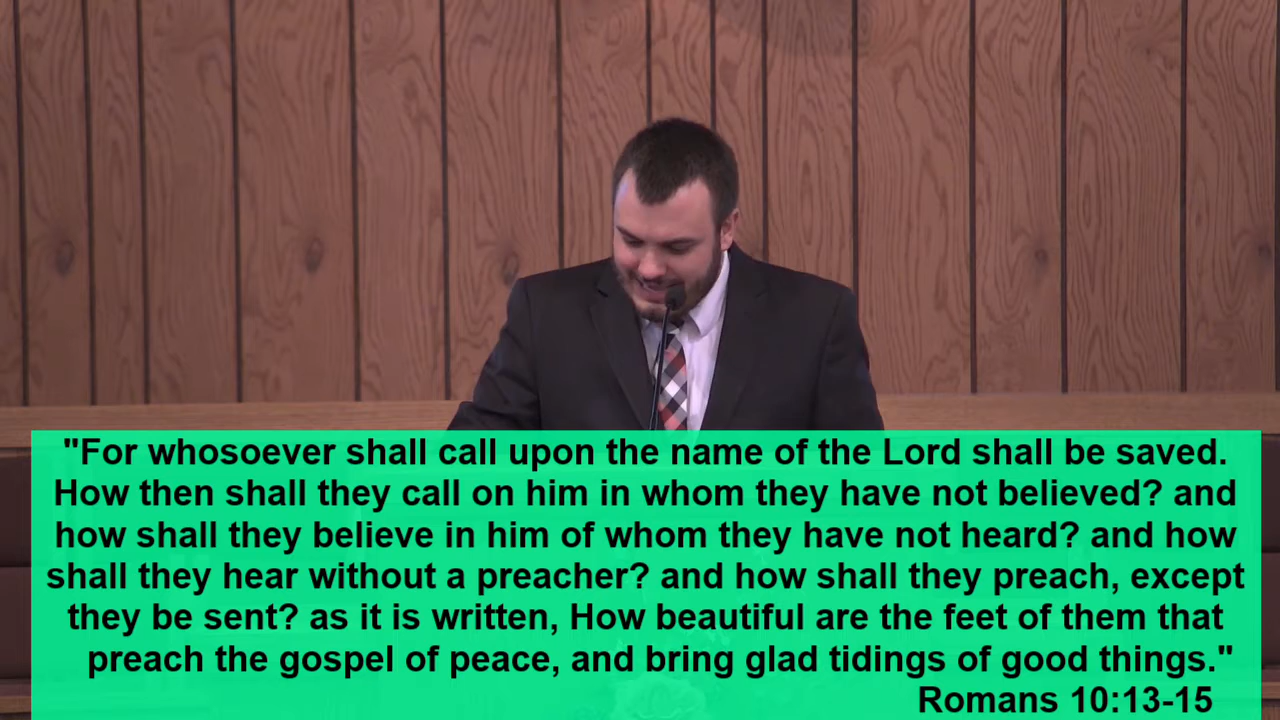 "For whosoever shall call upon the name of the Lord shall be saved.
How then shall they call on him in whom they have not believed? and
how shall they believe in him of whom they have not heard? and how
shall they hear without a preacher? and how shall they preach, except
they be sent? as it is written, How beautiful are the feet of them that
preach the gospel of peace, and bring glad tidings of good things."
Romans 10:13-15